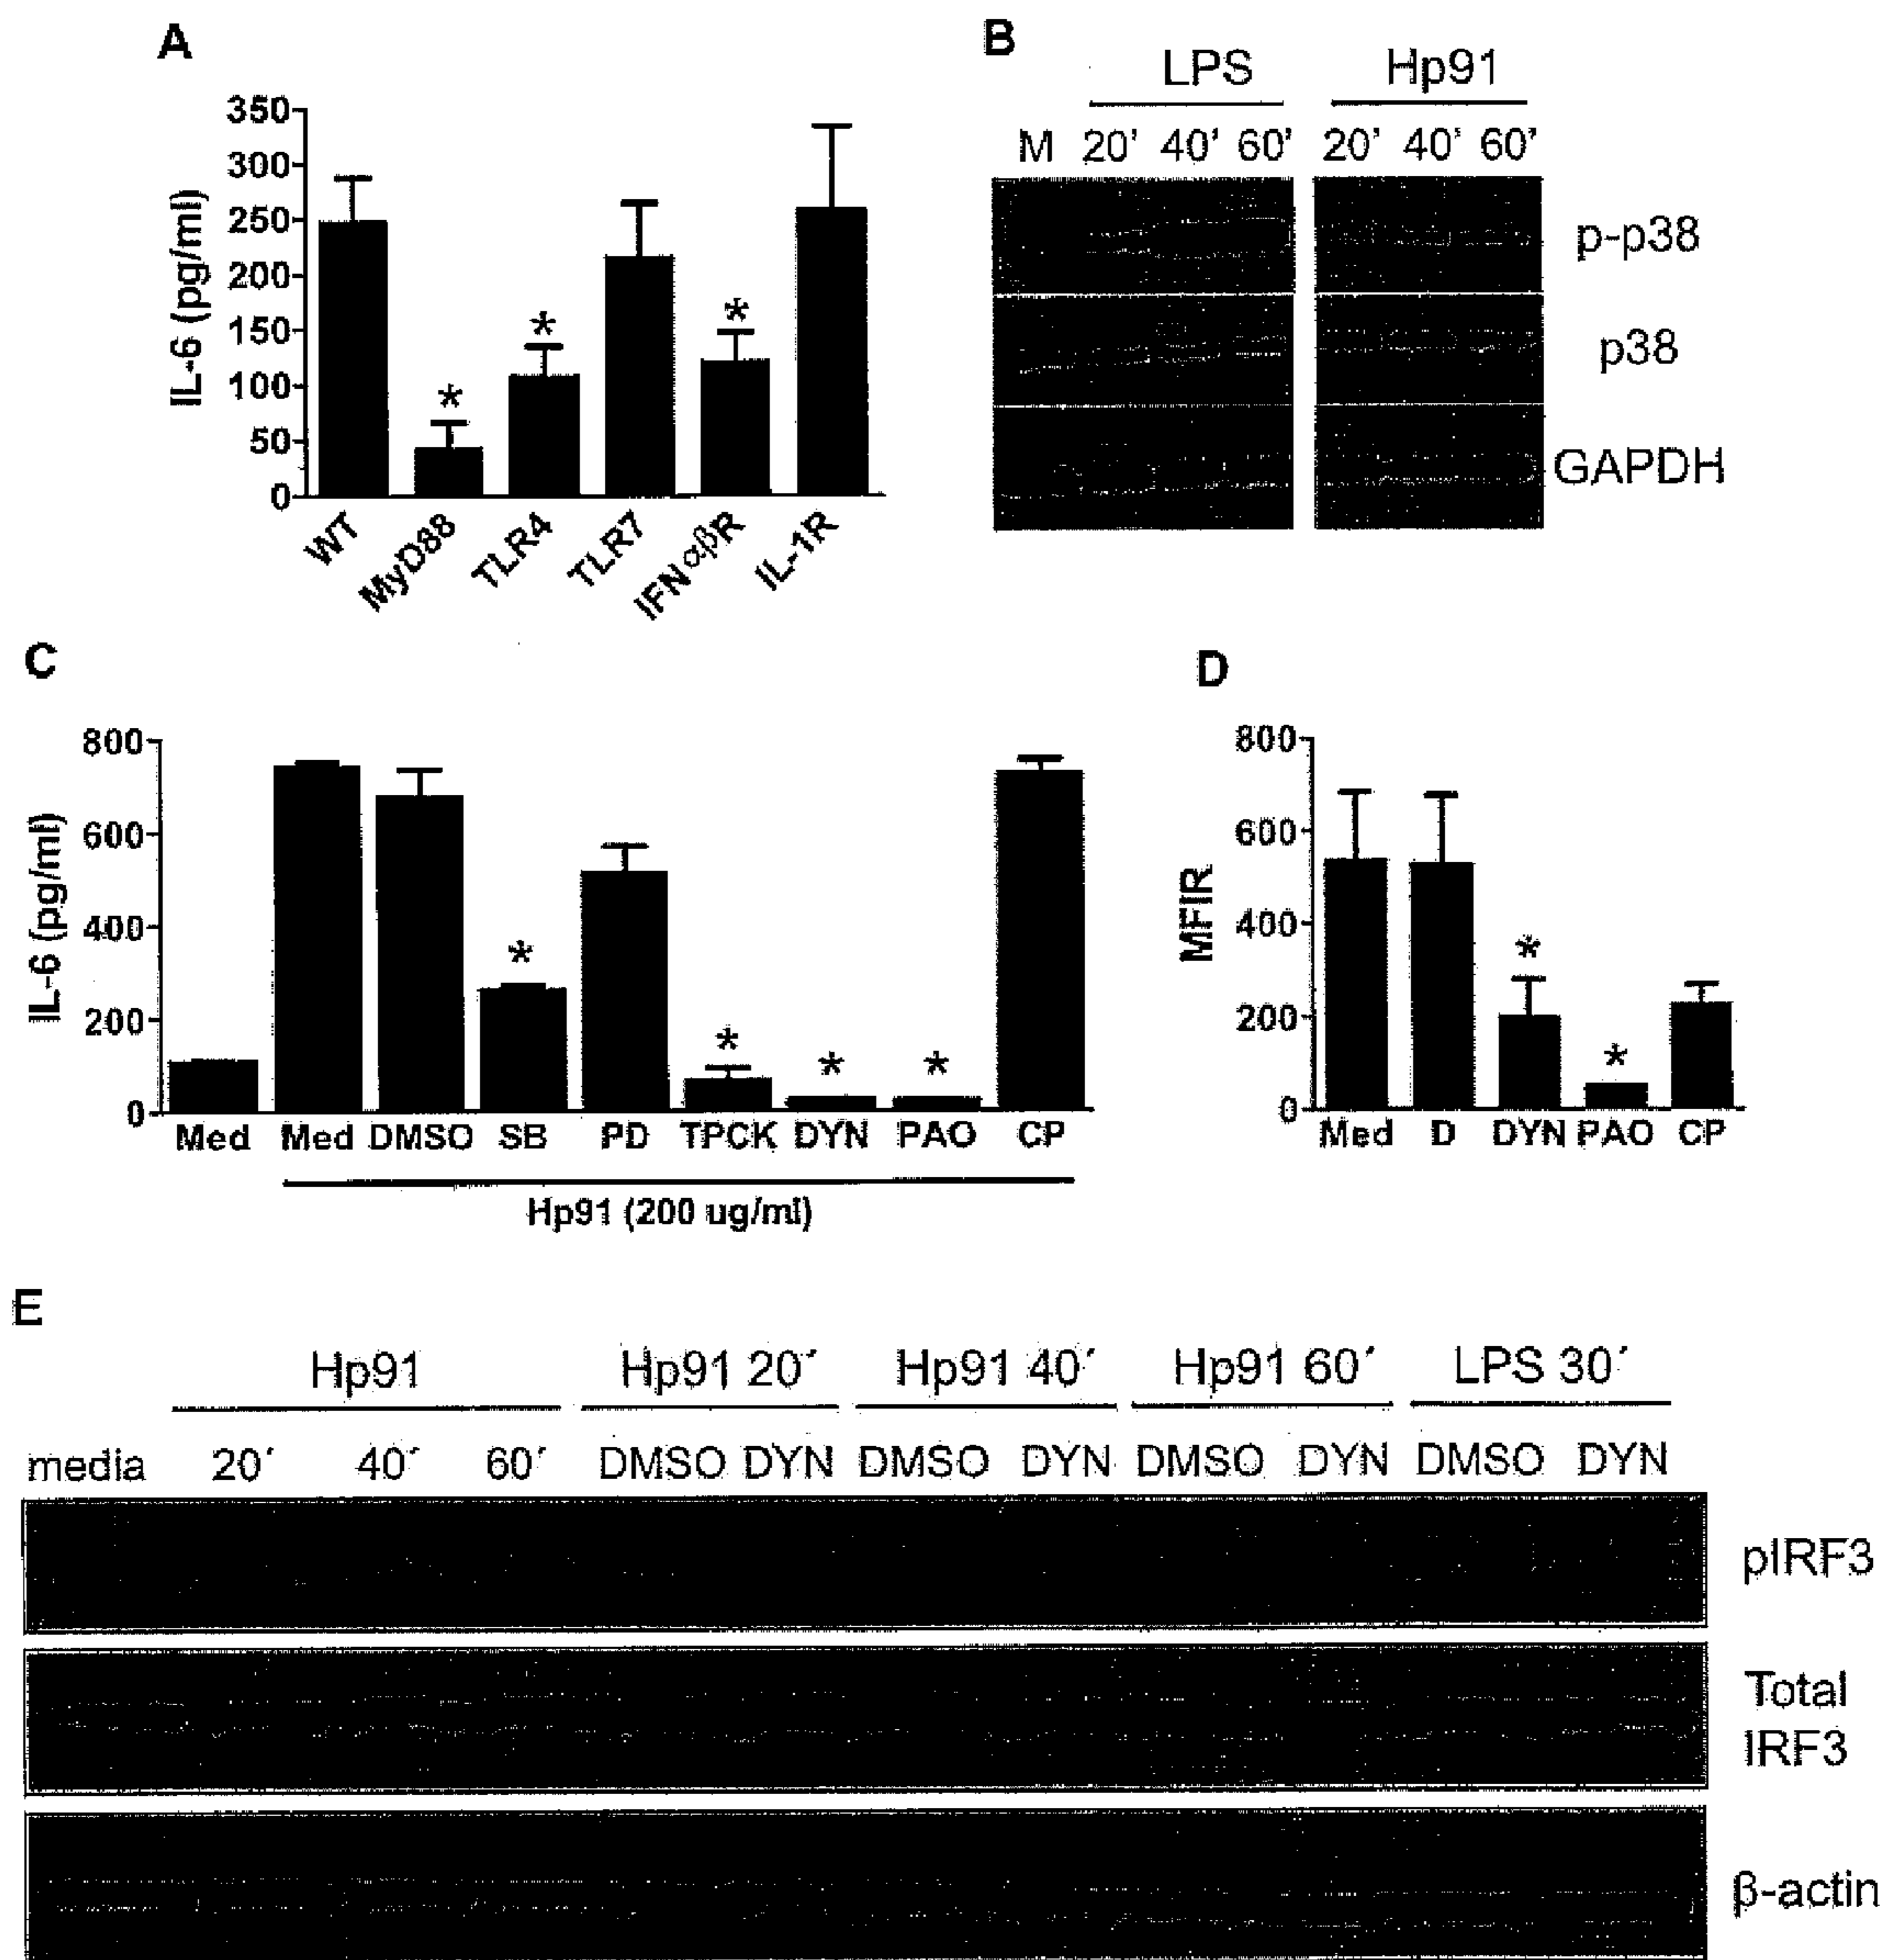 A
350
300
250
200
150
100
50
0
IL-6 (pg/ml)
*
*
*
WT
MyD88
TLR4
TLR7
IFNαβR
IL-1R
B
LPS
Hp91
M 20' 40' 60' 20' 40' 60'
p-p38
p38
GAPDH
C
800
600
400
200
0
IL-6 (pg/ml)
*
*
*
*
Med Med DMSO SB PD TPCK DYN PAO CP
Hp91 (200 ug/ml)
D
800
600
400
200
0
MFIR
*
*
Med D DYN PAO CP
E
Hp91 Hp91 20´ Hp91 40´ Hp91 60´ LPS 30´
media 20´ 40´ 60´ DMSO DYN DMSO DYN DMSO DYN DMSO DYN
pIRF3
Total
IRF3
β-actin